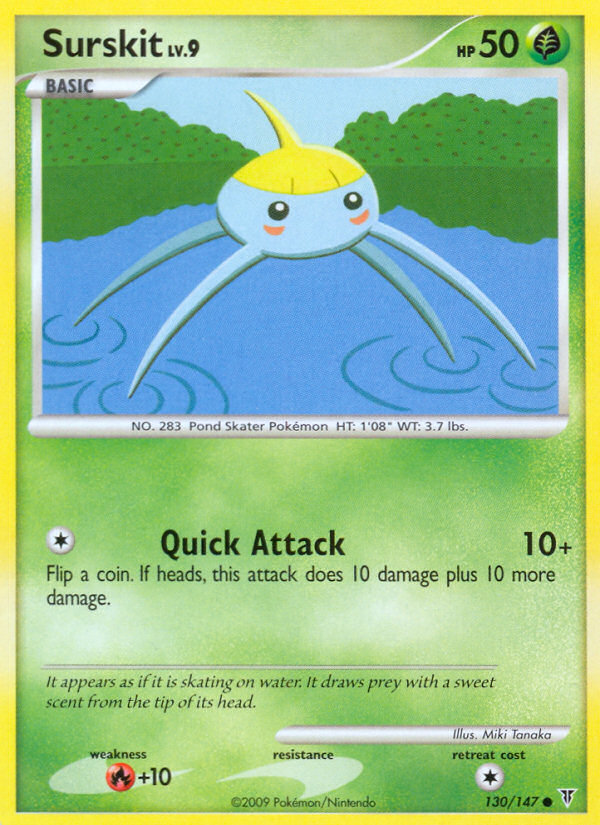 Surskit LV.9 HP 50
BASIC
NO. 283 Pond Skater Pokémon HT: 1'08" WT: 3.7 lbs.
Quick Attack 10+
Flip a coin. If heads, this attack does 10 damage plus 10 more
damage.
It appears as if it is skating on water. It draws prey with a sweet
scent from the tip of its head.
Illus. Miki Tanaka
weakness resistance retreat cost
+10
©2009 Pokémon/Nintendo 130/147